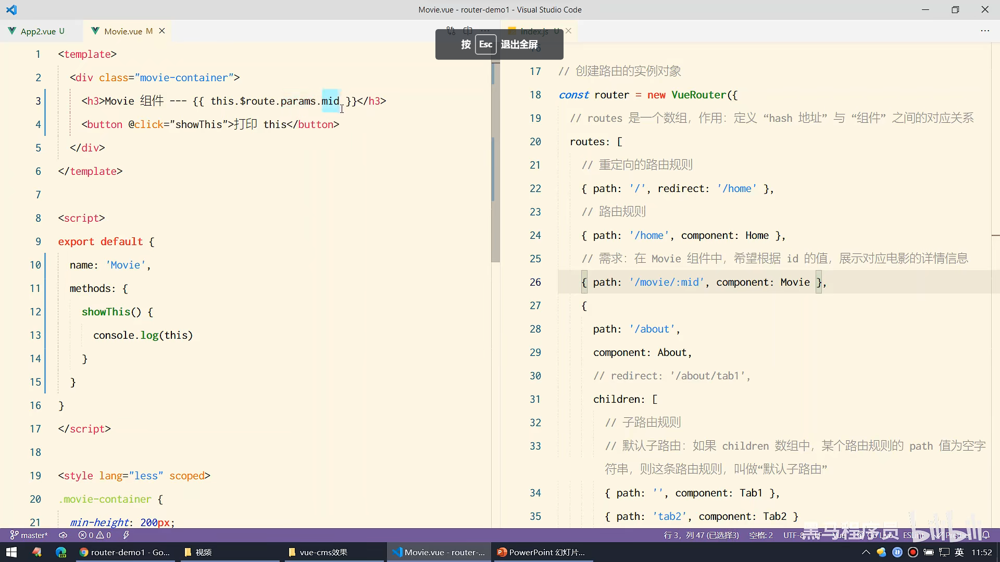 Movie.vue - router-demo1 - Visual Studio Code
App2.vue U
Movie.vue M
index.js U
按 Esc 退出全屏
1 <template>
2 <div class="movie-container">
3 <h3>Movie 组件 --- {{ this.$route.params.mid }}</h3>
4 <button @click="showThis">打印 this</button>
5 </div>
6 </template>
7
8 <script>
9 export default {
10 name: 'Movie',
11 methods: {
12 showThis() {
13 console.log(this)
14 }
15 }
16 }
17 </script>
18
19 <style lang="less" scoped>
20 .movie-container {
21 min-height: 200px;
16
17 // 创建路由的实例对象
18 const router = new VueRouter({
19 // routes 是一个数组，作用：定义 “hash 地址” 与 “组件” 之间的对应关系
20 routes: [
21 // 重定向的路由规则
22 { path: '/', redirect: '/home' },
23 // 路由规则
24 { path: '/home', component: Home },
25 // 需求：在 Movie 组件中，希望根据 id 的值，展示对应电影的详情信息
26 { path: '/movie/:mid', component: Movie },
27 {
28 path: '/about',
29 component: About,
30 // redirect: '/about/tab1',
31 children: [
32 // 子路由规则
33 // 默认子路由：如果 children 数组中，某个路由规则的 path 值为空字
符串，则这条路由规则，叫做“默认子路由”
34 { path: '', component: Tab1 },
35 { path: 'tab2', component: Tab2 }
黑马程序员 bilibili
master* 0 0
行 3，列 47 (已选择3) 空格: 2 UTF-8 LF Vue Go Live ESLint Prettier
router-demo1 - Go...
视频
vue-cms效果
Movie.vue - router-...
PowerPoint 幻灯片...
英 11:52